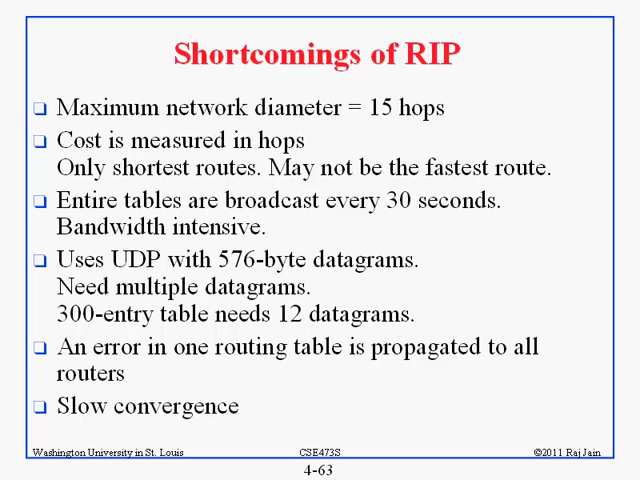 Shortcomings of RIP
❑ Maximum network diameter = 15 hops
❑ Cost is measured in hops
Only shortest routes. May not be the fastest route.
❑ Entire tables are broadcast every 30 seconds.
Bandwidth intensive.
❑ Uses UDP with 576-byte datagrams.
Need multiple datagrams.
300-entry table needs 12 datagrams.
❑ An error in one routing table is propagated to all
routers
❑ Slow convergence
Washington University in St. Louis CSE473S ©2011 Raj Jain
4-63